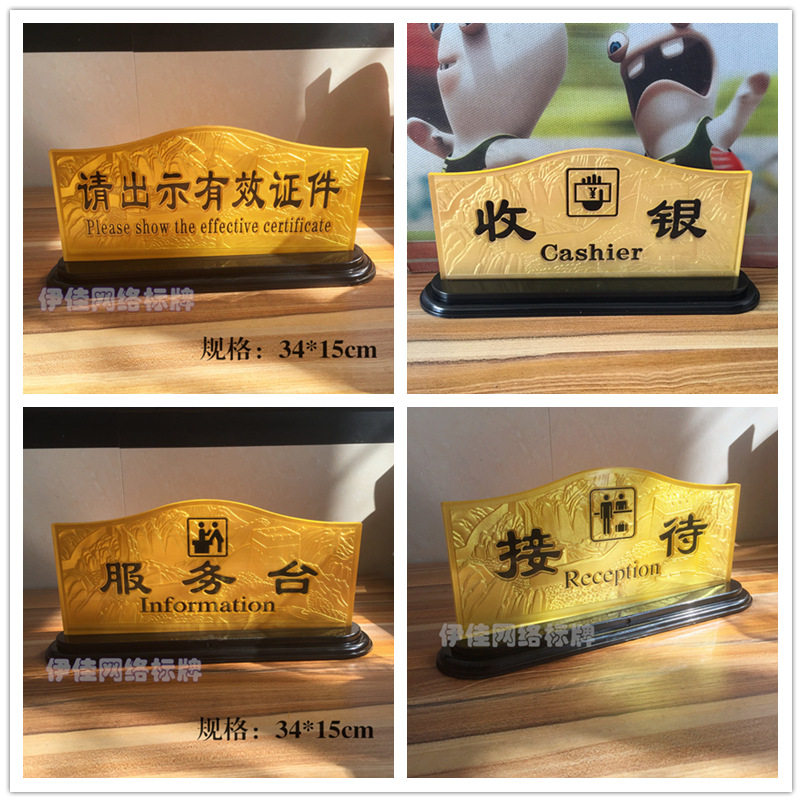 请出示有效证件
Please show the effective certificate
伊佳网络标牌
规格：34*15cm
¥
收 银
Cashier
服务台
Information
伊佳网络标牌
规格：34*15cm
接 待
Reception
伊佳网络标牌